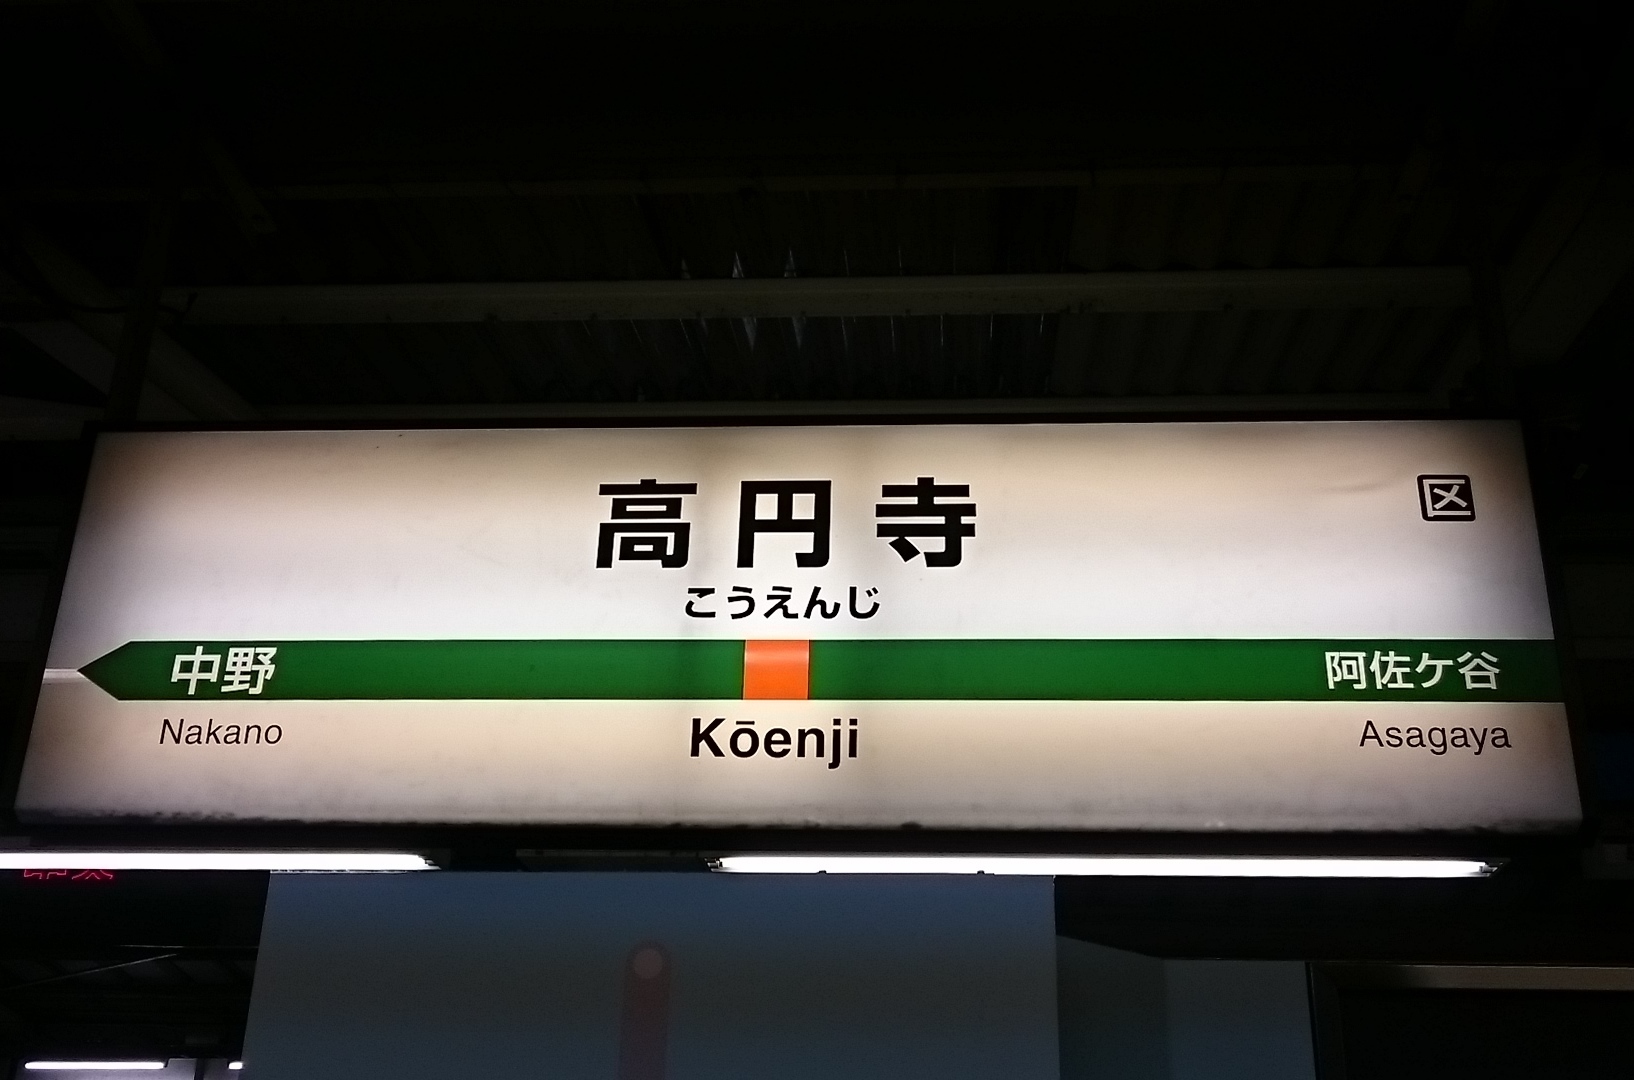 高円寺
区
こうえんじ
中野
阿佐ケ谷
Nakano
Kōenji
Asagaya